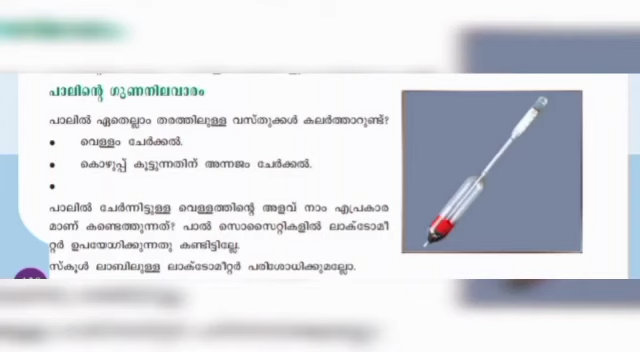 പാലിന്റെ ഗുണനിലവാരം
പാലിൽ ഏതെല്ലാം തരത്തിലുള്ള വസ്തുക്കൾ കലർത്താറുണ്ട്?
• വെള്ളം ചേർക്കൽ.
• കൊഴുപ്പ് കൂട്ടുന്നതിന് അന്നജം ചേർക്കൽ.
•
പാലിൽ ചേർന്നിട്ടുള്ള വെള്ളത്തിന്റെ അളവ് നാം എപ്രകാര
മാണ് കണ്ടെത്തുന്നത്? പാൽ സൊസൈറ്റികളിൽ ലാക്ടോമീ
റ്റർ ഉപയോഗിക്കുന്നതു കണ്ടിട്ടില്ലേ.
സ്കൂൾ ലാബിലുള്ള ലാക്ടോമീറ്റർ പരിശോധിക്കുമല്ലോ.